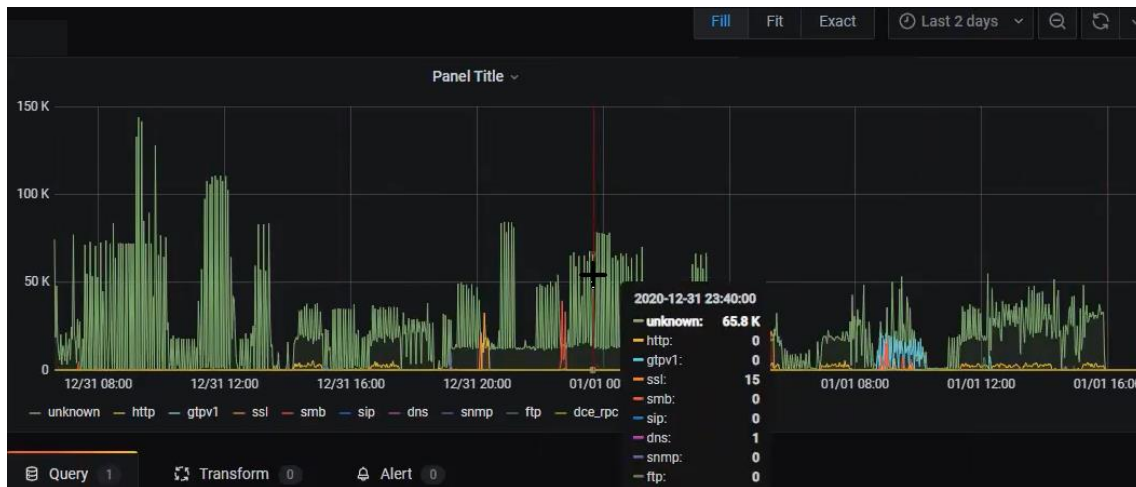 Fill Fit Exact Last 2 days
Panel Title
150 K
100 K
50 K
0
12/31 08:00 12/31 12:00 12/31 16:00 12/31 20:00 01/01 00 01/01 08:00 01/01 12:00 01/01 16:00
unknown http gtpv1 ssl smb sip dns snmp ftp dce_rpc
2020-12-31 23:40:00
unknown: 65.8 K
http: 0
gtpv1: 0
ssl: 15
smb: 0
sip: 0
dns: 1
snmp: 0
ftp: 0
Query 1 Transform 0 Alert 0